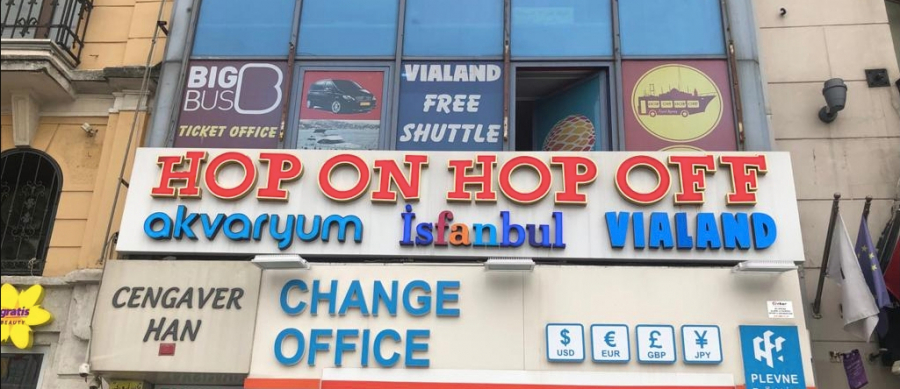 BIG
BUS
TICKET OFFICE
VIALAND
FREE
SHUTTLE
HOP ON HOP OFF
akvaryum İsfanbul VIALAND
CENGAVER
HAN
CHANGE
OFFICE
$ € £ ¥
USD EUR GBP JPY
PLEVNE
gratis
BEAUTY